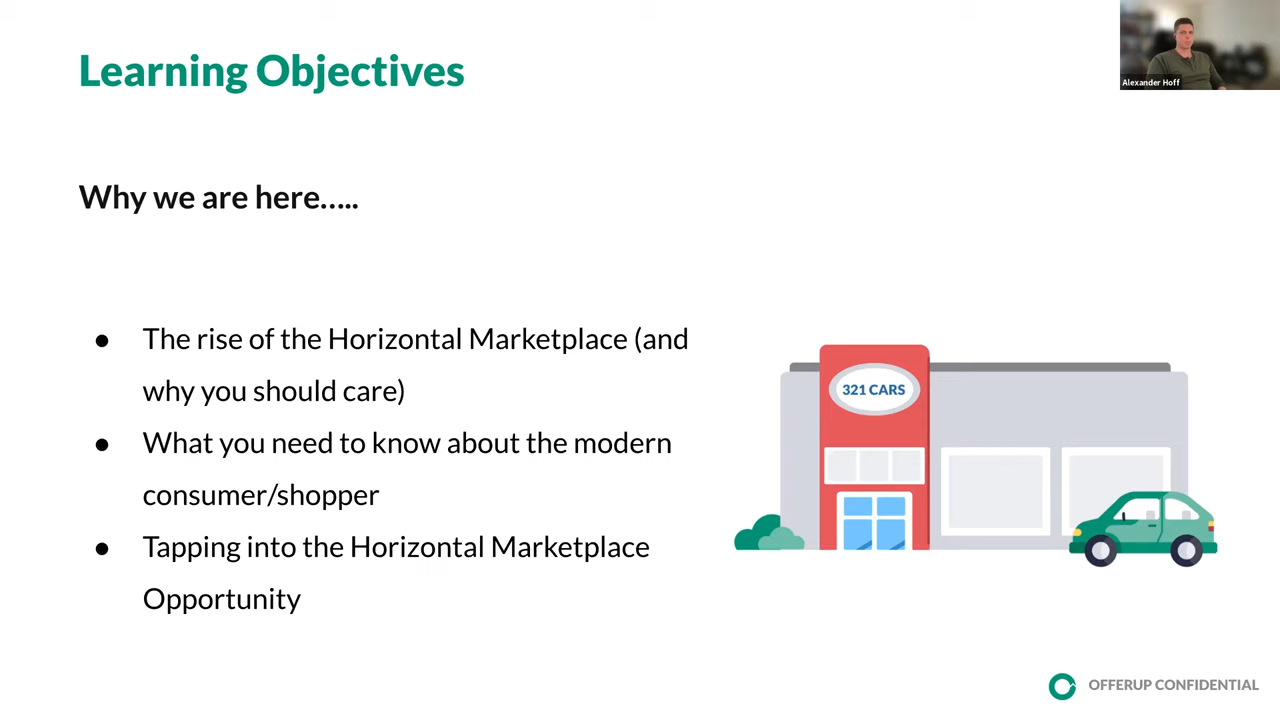 Learning Objectives
Alexander Hoff
Why we are here.....
● The rise of the Horizontal Marketplace (and
why you should care)
● What you need to know about the modern
consumer/shopper
● Tapping into the Horizontal Marketplace
Opportunity
321 CARS
OFFERUP CONFIDENTIAL